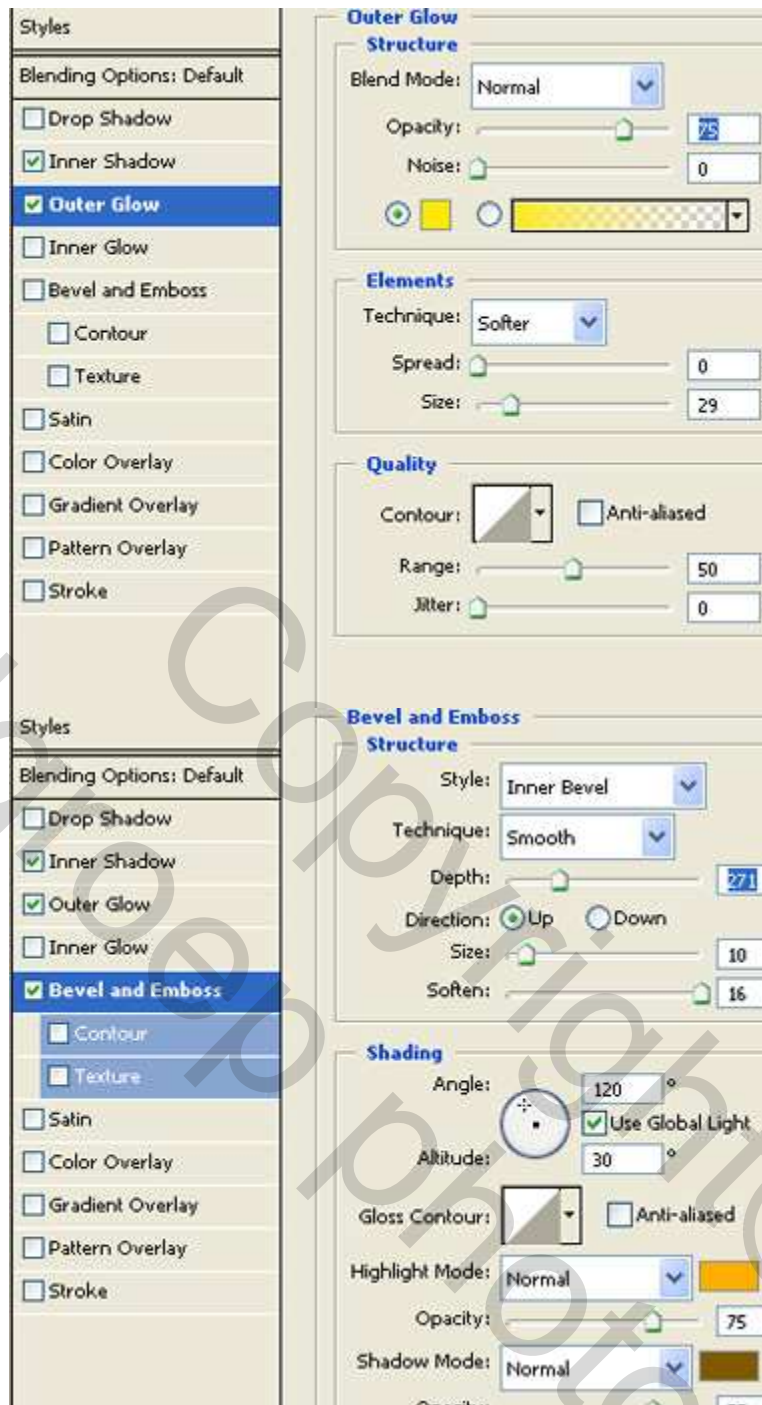 Styles
Blending Options: Default
Drop Shadow
Inner Shadow
Outer Glow
Inner Glow
Bevel and Emboss
Contour
Texture
Satin
Color Overlay
Gradient Overlay
Pattern Overlay
Stroke
Outer Glow
Structure
Blend Mode: Normal
Opacity: 75
Noise: 0
Elements
Technique: Softer
Spread: 0
Size: 29
Quality
Contour: Anti-aliased
Range: 50
Jitter: 0
Styles
Blending Options: Default
Drop Shadow
Inner Shadow
Outer Glow
Inner Glow
Bevel and Emboss
Contour
Texture
Satin
Color Overlay
Gradient Overlay
Pattern Overlay
Stroke
Bevel and Emboss
Structure
Style: Inner Bevel
Technique: Smooth
Depth: 271
Direction: Up Down
Size: 10
Soften: 16
Shading
Angle: 120 °
Use Global Light
Altitude: 30 °
Gloss Contour: Anti-aliased
Highlight Mode: Normal
Opacity: 75
Shadow Mode: Normal
Copyright